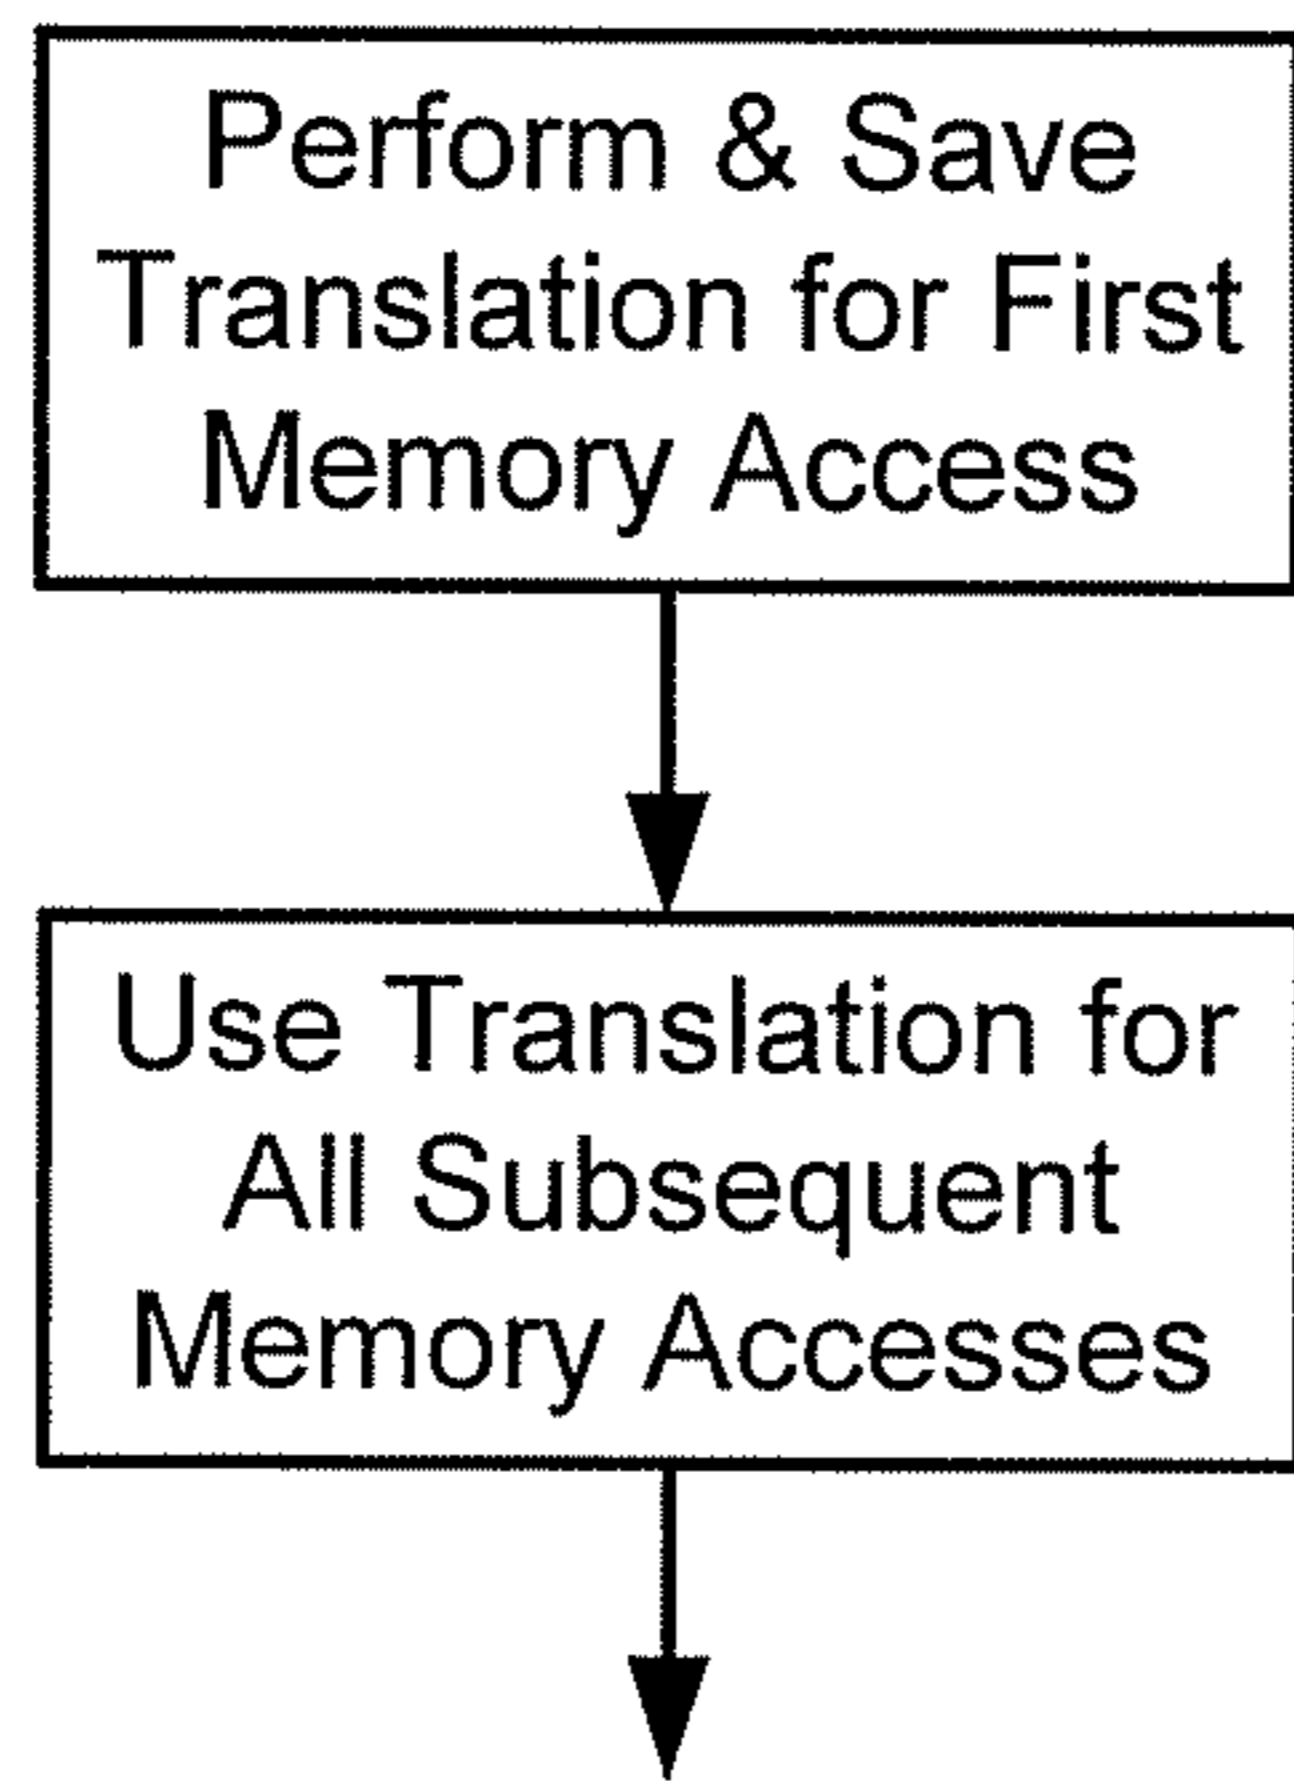 Perform & Save
Translation for First
Memory Access
Use Translation for
All Subsequent
Memory Accesses